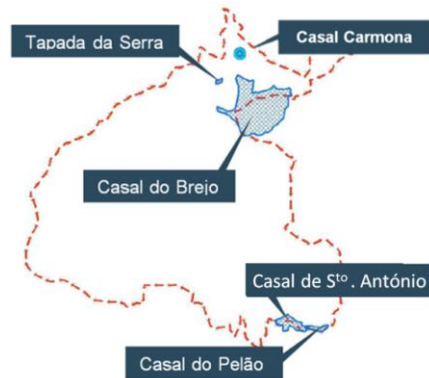 Casal Carmona
Tapada da Serra
Casal do Brejo
Casal de Sᵗᵒ. António
Casal do Pelão